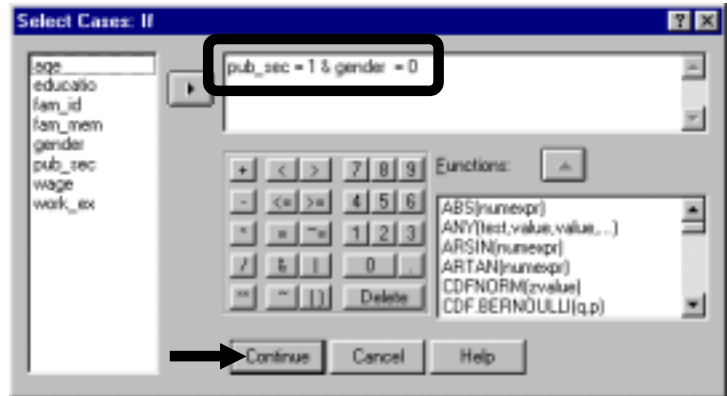 Select Cases: If
? X
age
educatio
fam_id
fam_mem
gender
pub_sec
wage
work_ex
pub_sec = 1 & gender = 0
+ < > 7 8 9
- <= >= 4 5 6
* = ~= 1 2 3
/ & | 0 .
** ~ () Delete
Functions:
ABS(numexpr)
ANY(test,value,value,...)
ARSIN(numexpr)
ARTAN(numexpr)
CDFNORM(zvalue)
CDF.BERNOULLI(q,p)
Continue Cancel Help